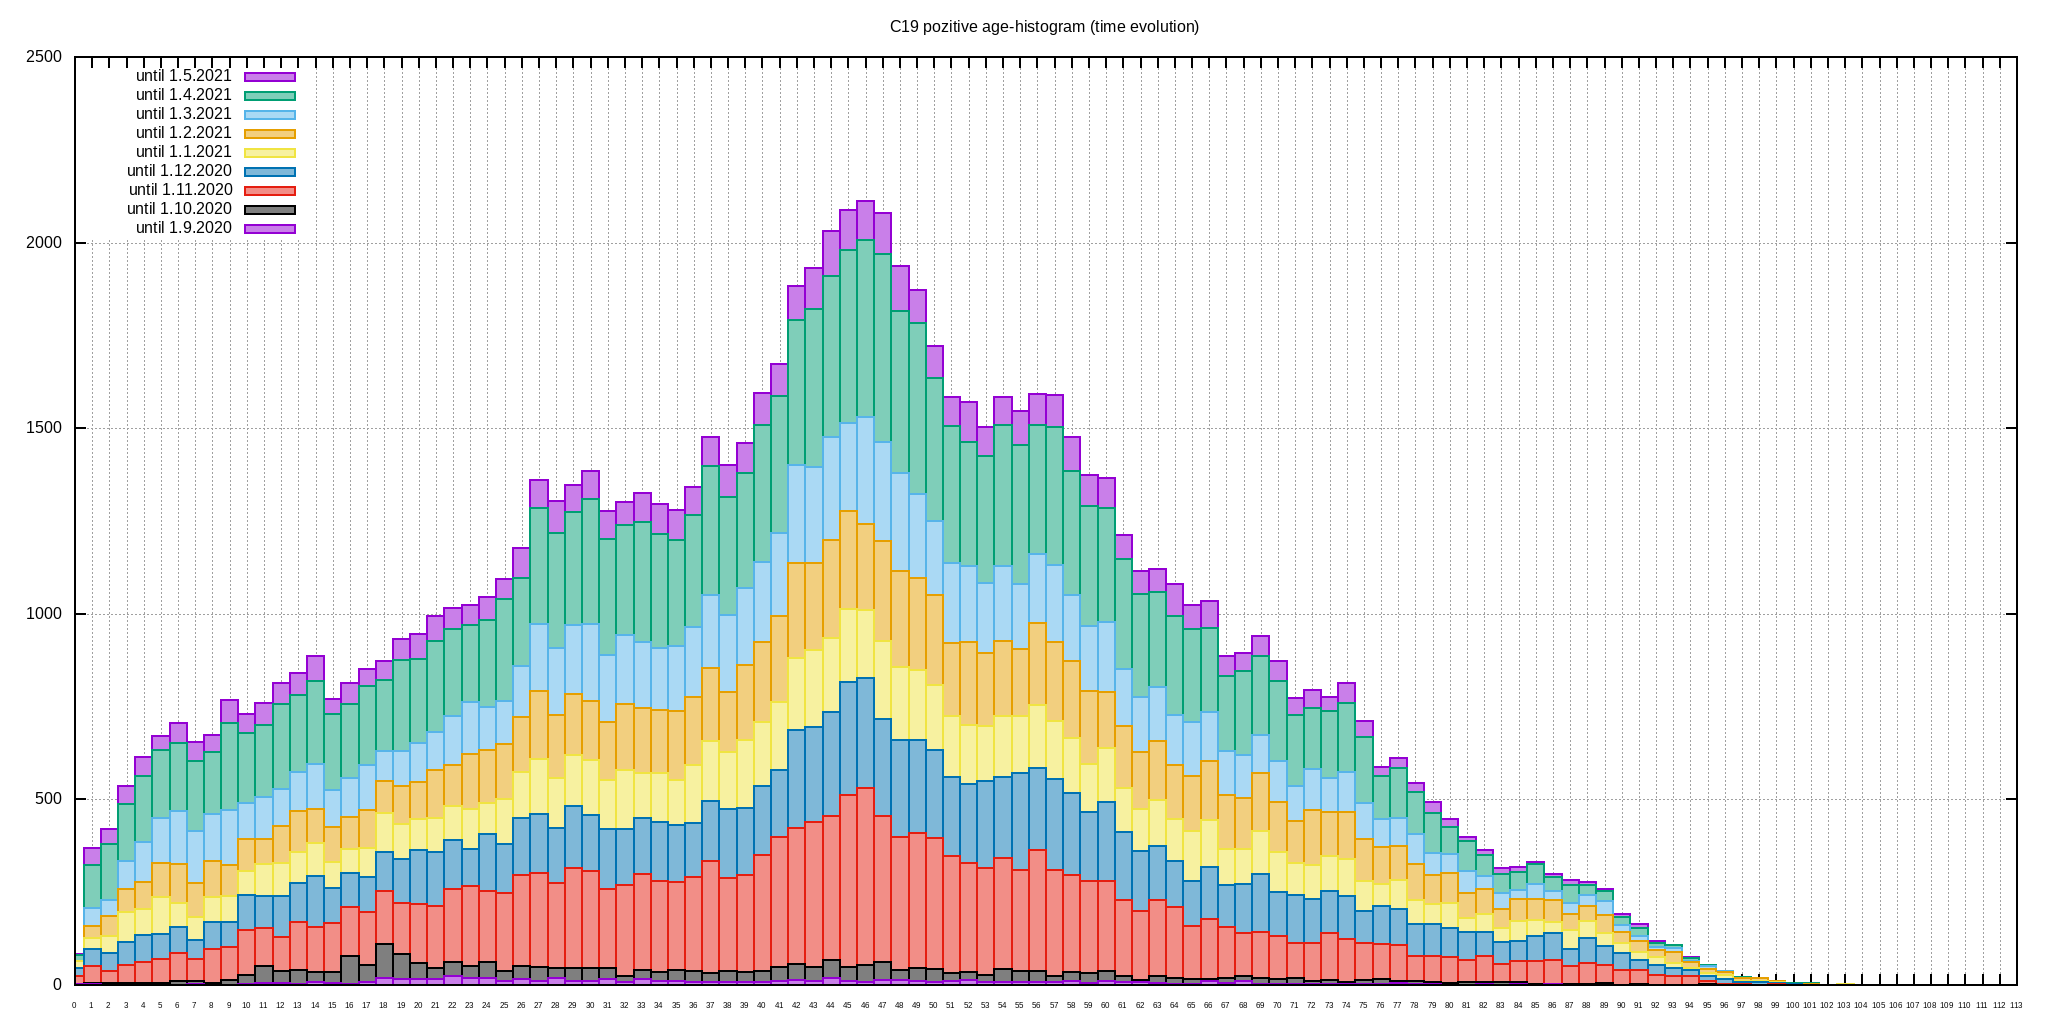 C19 pozitive age-histogram (time evolution)
2500
until 1.5.2021
until 1.4.2021
until 1.3.2021
until 1.2.2021
until 1.1.2021
until 1.12.2020
until 1.11.2020
until 1.10.2020
until 1.9.2020
2000
1500
1000
500
0
0 1 2 3 4 5 6 7 8 9 10 11 12 13 14 15 16 17 18 19 20 21 22 23 24 25 26 27 28 29 30 31 32 33 34 35 36 37 38 39 40 41 42 43 44 45 46 47 48 49 50 51 52 53 54 55 56 57 58 59 60 61 62 63 64 65 66 67 68 69 70 71 72 73 74 75 76 77 78 79 80 81 82 83 84 85 86 87 88 89 90 91 92 93 94 95 96 97 98 99 100 101 102 103 104 105 106 107 108 109 110 111 112 113